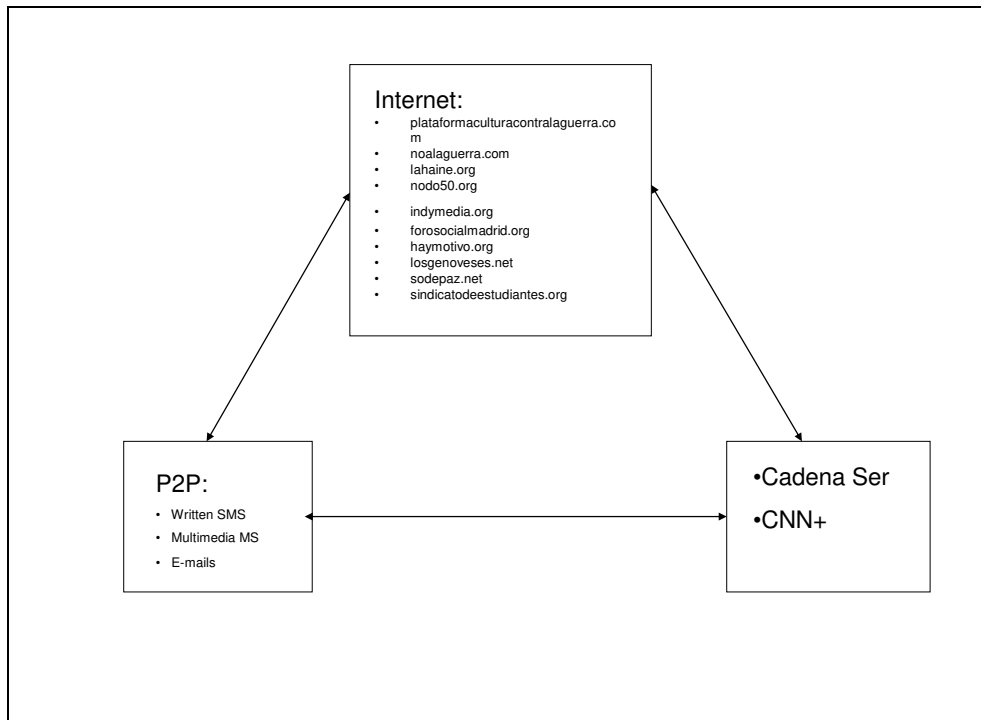 Internet:
• plataformaculturacontralaguerra.co
m
• noalaguerra.com
• lahaine.org
• nodo50.org
• indymedia.org
• forosocialmadrid.org
• haymotivo.org
• losgenoveses.net
• sodepaz.net
• sindicatodeestudiantes.org
P2P:
• Written SMS
• Multimedia MS
• E-mails
•Cadena Ser
•CNN+